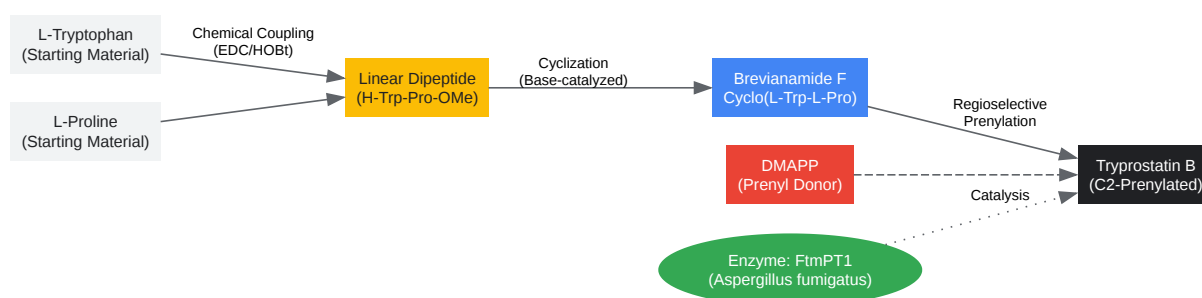 L-Tryptophan
(Starting Material)
Chemical Coupling
(EDC/HOBt)
L-Proline
(Starting Material)
Linear Dipeptide
(H-Trp-Pro-OMe)
Cyclization
(Base-catalyzed)
Brevianamide F
Cyclo(L-Trp-L-Pro)
Regioselective
Prenylation
DMAPP
(Prenyl Donor)
Tryprostatin B
(C2-Prenylated)
Catalysis
Enzyme: FtmPT1
(Aspergillus fumigatus)